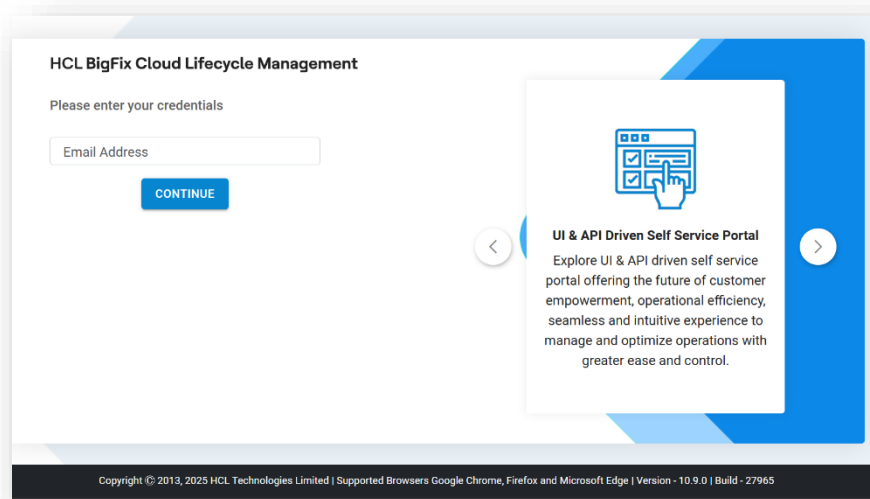 HCL BigFix Cloud Lifecycle Management
Please enter your credentials
Email Address
CONTINUE
UI & API Driven Self Service Portal
Explore UI & API driven self service
portal offering the future of customer
empowerment, operational efficiency,
seamless and intuitive experience to
manage and optimize operations with
greater ease and control.
Copyright © 2013, 2025 HCL Technologies Limited | Supported Browsers Google Chrome, Firefox and Microsoft Edge | Version - 10.9.0 | Build - 27965